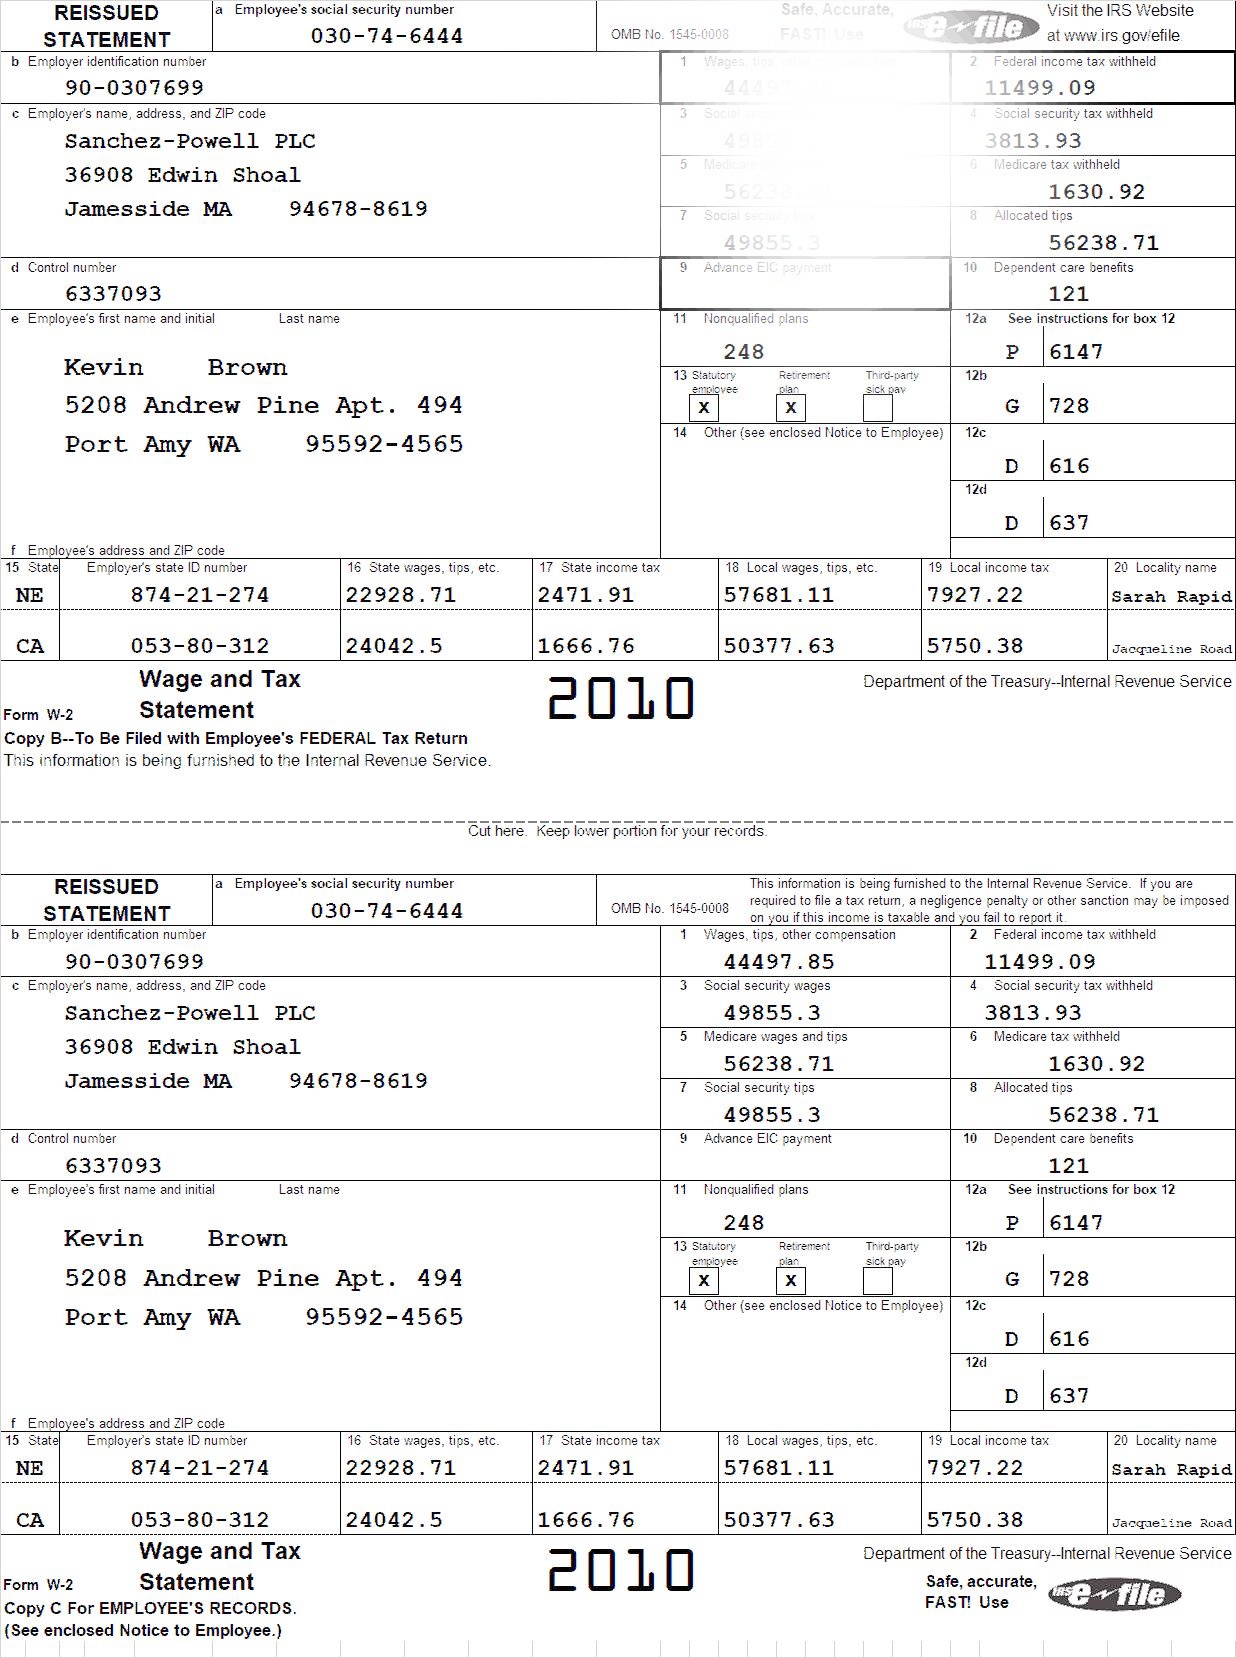 REISSUED STATEMENT
a Employee's social security number
030-74-6444
OMB No. 1545-0008
Safe, Accurate,
FAST! Use
IRS e-file
Visit the IRS Website
at www.irs.gov/efile
b Employer identification number
90-0307699
1 Wages, tips,
2 Federal income tax withheld
11499.09
c Employer's name, address, and ZIP code
Sanchez-Powell PLC
36908 Edwin Shoal
Jamesside MA 94678-8619
3 Social
4 Social security tax withheld
3813.93
5 Medicare
6 Medicare tax withheld
1630.92
7 Social security tips
49855.3
8 Allocated tips
56238.71
d Control number
6337093
9 Advance EIC payment
10 Dependent care benefits
121
e Employee's first name and initial Last name
Kevin Brown
5208 Andrew Pine Apt. 494
Port Amy WA 95592-4565
11 Nonqualified plans
248
12a See instructions for box 12
P 6147
13 Statutory employee Retirement plan Third-party sick pay
X X
12b
G 728
14 Other (see enclosed Notice to Employee)
12c
D 616
12d
D 637
f Employee's address and ZIP code
15 State Employer's state ID number 16 State wages, tips, etc. 17 State income tax 18 Local wages, tips, etc. 19 Local income tax 20 Locality name
NE 874-21-274 22928.71 2471.91 57681.11 7927.22 Sarah Rapid
CA 053-80-312 24042.5 1666.76 50377.63 5750.38 Jacqueline Road
Wage and Tax
Statement
Form W-2
2010
Department of the Treasury--Internal Revenue Service
Copy B--To Be Filed with Employee's FEDERAL Tax Return
This information is being furnished to the Internal Revenue Service.
Cut here. Keep lower portion for your records.
REISSUED STATEMENT
a Employee's social security number
030-74-6444
OMB No. 1545-0008
This information is being furnished to the Internal Revenue Service. If you are
required to file a tax return, a negligence penalty or other sanction may be imposed
on you if this income is taxable and you fail to report it.
b Employer identification number
90-0307699
1 Wages, tips, other compensation
44497.85
2 Federal income tax withheld
11499.09
c Employer's name, address, and ZIP code
Sanchez-Powell PLC
36908 Edwin Shoal
Jamesside MA 94678-8619
3 Social security wages
49855.3
4 Social security tax withheld
3813.93
5 Medicare wages and tips
56238.71
6 Medicare tax withheld
1630.92
7 Social security tips
49855.3
8 Allocated tips
56238.71
d Control number
6337093
9 Advance EIC payment
10 Dependent care benefits
121
e Employee's first name and initial Last name
Kevin Brown
5208 Andrew Pine Apt. 494
Port Amy WA 95592-4565
11 Nonqualified plans
248
12a See instructions for box 12
P 6147
13 Statutory employee Retirement plan Third-party sick pay
X X
12b
G 728
14 Other (see enclosed Notice to Employee)
12c
D 616
12d
D 637
f Employee's address and ZIP code
15 State Employer's state ID number 16 State wages, tips, etc. 17 State income tax 18 Local wages, tips, etc. 19 Local income tax 20 Locality name
NE 874-21-274 22928.71 2471.91 57681.11 7927.22 Sarah Rapid
CA 053-80-312 24042.5 1666.76 50377.63 5750.38 Jacqueline Road
Wage and Tax
Statement
Form W-2
2010
Department of the Treasury--Internal Revenue Service
Safe, accurate,
FAST! Use
IRS e-file
Copy C For EMPLOYEE'S RECORDS.
(See enclosed Notice to Employee.)